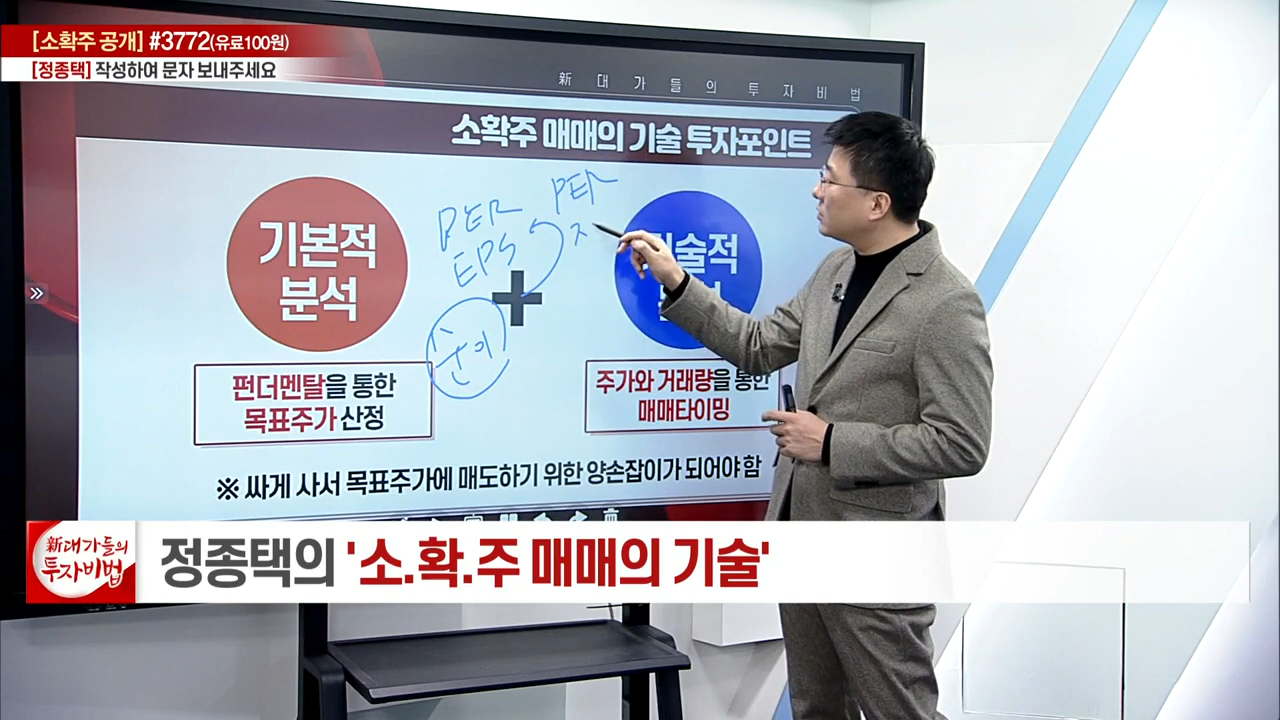 [소확주 공개] #3772(유료100원)
[정종택] 작성하여 문자 보내주세요
新 대 가 들 의 투 자 비 법
소확주 매매의 기술 투자포인트
기본적
분석
PER
EPS
PER
술적
펀더멘탈을 통한
목표주가 산정
주가와 거래량을 통한
매매타이밍
※ 싸게 사서 목표주가에 매도하기 위한 양손잡이가 되어야 함
新 대가들의
투자비법
정종택의 '소.확.주 매매의 기술'